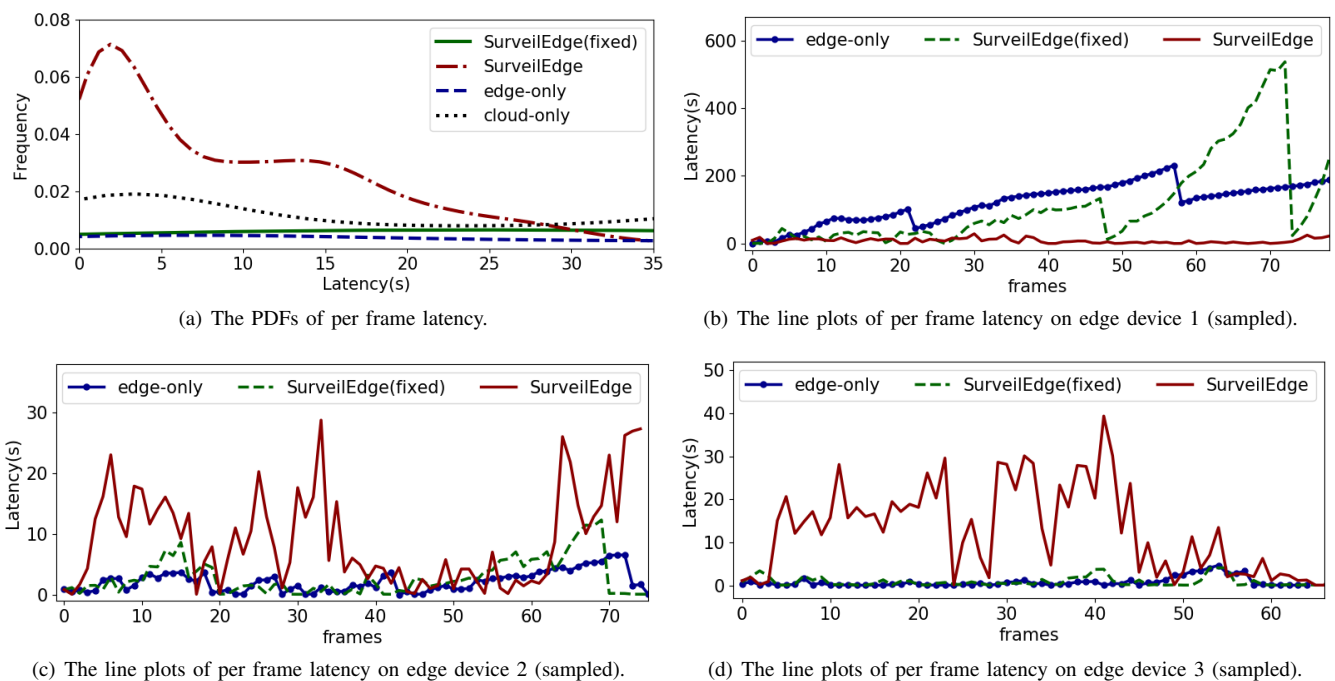 0.08
0.06
0.04
0.02
0.00
Frequency
SurveilEdge(fixed)
SurveilEdge
edge-only
cloud-only
0 5 10 15 20 25 30 35
Latency(s)
(a) The PDFs of per frame latency.
600
400
200
0
Latency(s)
edge-only SurveilEdge(fixed) SurveilEdge
0 10 20 30 40 50 60 70
frames
(b) The line plots of per frame latency on edge device 1 (sampled).
30
20
10
0
Latency(s)
edge-only SurveilEdge(fixed) SurveilEdge
0 10 20 30 40 50 60 70
frames
(c) The line plots of per frame latency on edge device 2 (sampled).
50
40
30
20
10
0
Latency(s)
edge-only SurveilEdge(fixed) SurveilEdge
0 10 20 30 40 50 60
frames
(d) The line plots of per frame latency on edge device 3 (sampled).